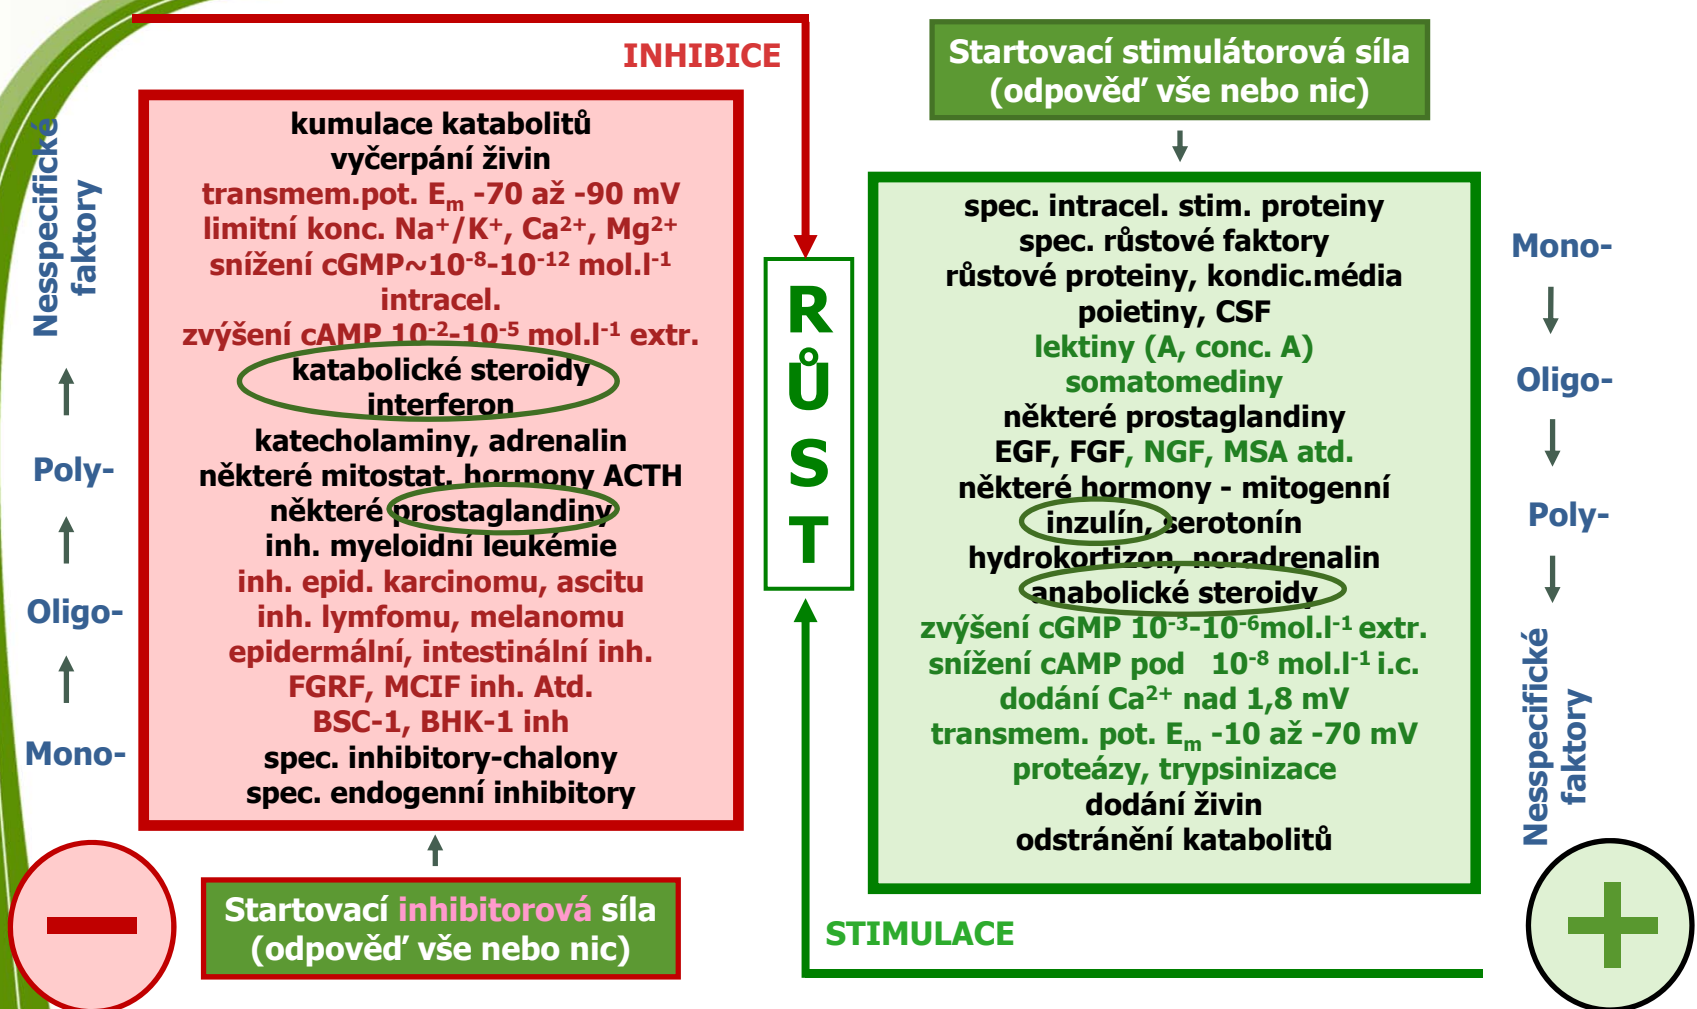 INHIBICE
Startovací stimulátorová síla
(odpověď vše nebo nic)
Nesspecifické
faktory
Poly-
Oligo-
Mono-
kumulace katabolitů
vyčerpání živin
transmem.pot. Eₘ -70 až -90 mV
limitní konc. Na⁺/K⁺, Ca²⁺, Mg²⁺
snížení cGMP~10⁻⁸-10⁻¹² mol.l⁻¹
intracel.
zvýšení cAMP 10⁻²-10⁻⁵ mol.l⁻¹ extr.
katabolické steroidy
interferon
katecholaminy, adrenalin
některé mitostat. hormony ACTH
některé prostaglandiny
inh. myeloidní leukémie
inh. epid. karcinomu, ascitu
inh. lymfomu, melanomu
epidermální, intestinální inh.
FGRF, MCIF inh. Atd.
BSC-1, BHK-1 inh
spec. inhibitory-chalony
spec. endogenní inhibitory
Startovací inhibitorová síla
(odpověď vše nebo nic)
R
Ů
S
T
spec. intracel. stim. proteiny
spec. růstové faktory
růstové proteiny, kondic.média
poietiny, CSF
lektiny (A, conc. A)
somatomediny
některé prostaglandiny
EGF, FGF, NGF, MSA atd.
některé hormony - mitogenní
inzulín, serotonín
hydrokortizon, noradrenalin
anabolické steroidy
zvýšení cGMP 10⁻³-10⁻⁶mol.l⁻¹ extr.
snížení cAMP pod 10⁻⁸ mol.l⁻¹ i.c.
dodání Ca²⁺ nad 1,8 mV
transmem. pot. Eₘ -10 až -70 mV
proteázy, trypsinizace
dodání živin
odstránění katabolitů
Mono-
Oligo-
Poly-
Nesspecifické
faktory
STIMULACE